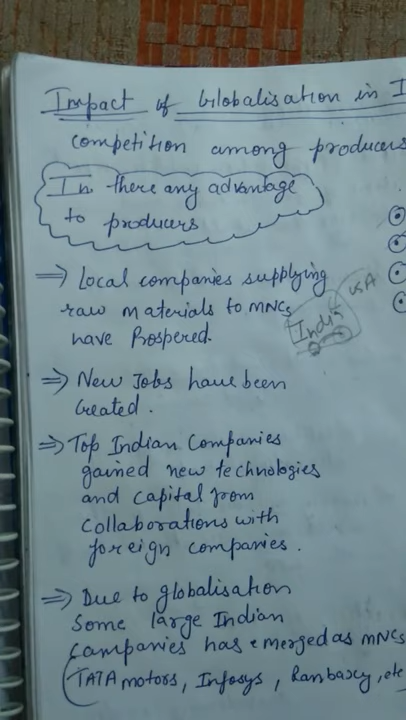 Impact of Globalisation in I
competition among producers
In there any advantage
to producers
⇒ Local companies supplying
raw materials to MNCs
have Prospered.
India
USA
⇒ New Jobs have been
Created.
⇒ Top Indian Companies
gained new technologies
and Capital from
Collaborations with
foreign companies.
⇒ Due to globalisation
Some large Indian
Companies has emerged as MNCs
(TATA motors, Infosys, Ranbaxy, etc